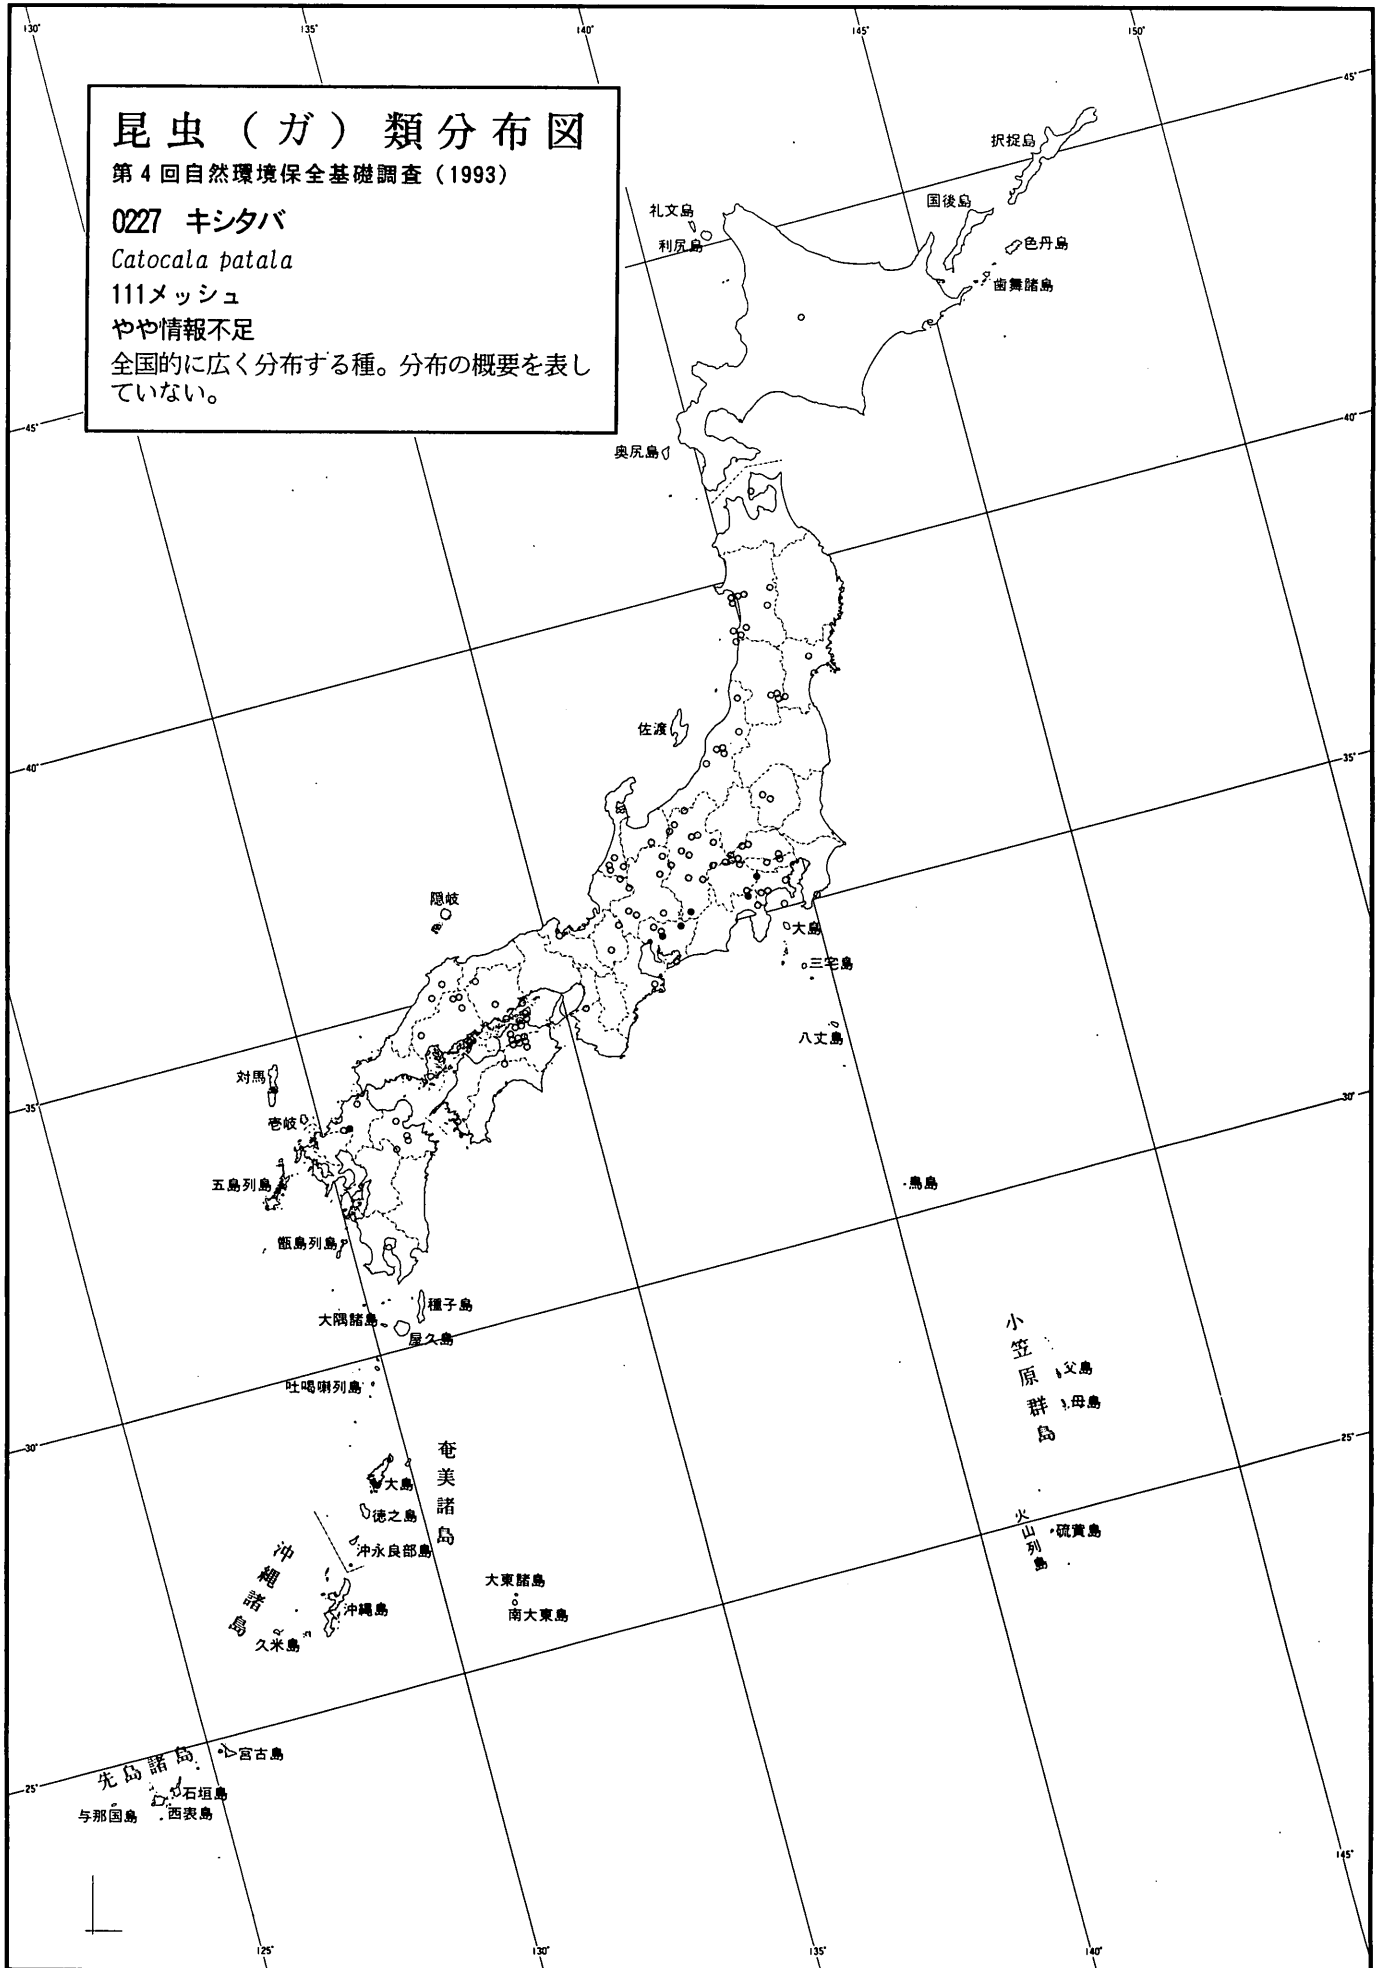 130°
135°
140°
145°
150°
昆虫（ガ）類分布図
第4回自然環境保全基礎調査（1993）
0227 キシタバ
Catocala patala
111メッシュ
やや情報不足
全国的に広く分布する種。分布の概要を表し
ていない。
45°
択捉島
国後島
色丹島
歯舞諸島
礼文島
利尻島
奥尻島
45°
40°
佐渡
40°
35°
隠岐
大島
三宅島
八丈島
対馬
壱岐
35°
30°
五島列島
鳥島
甑島列島
種子島
大隅諸島
屋久島
吐喝喇列島
小笠原群島
父島
母島
30°
25°
奄美諸島
大島
徳之島
沖永良部島
沖縄諸島
沖縄島
久米島
大東諸島
南大東島
火山列島
硫黄島
先島諸島
宮古島
石垣島
西表島
与那国島
25°
145°
125°
130°
135°
140°